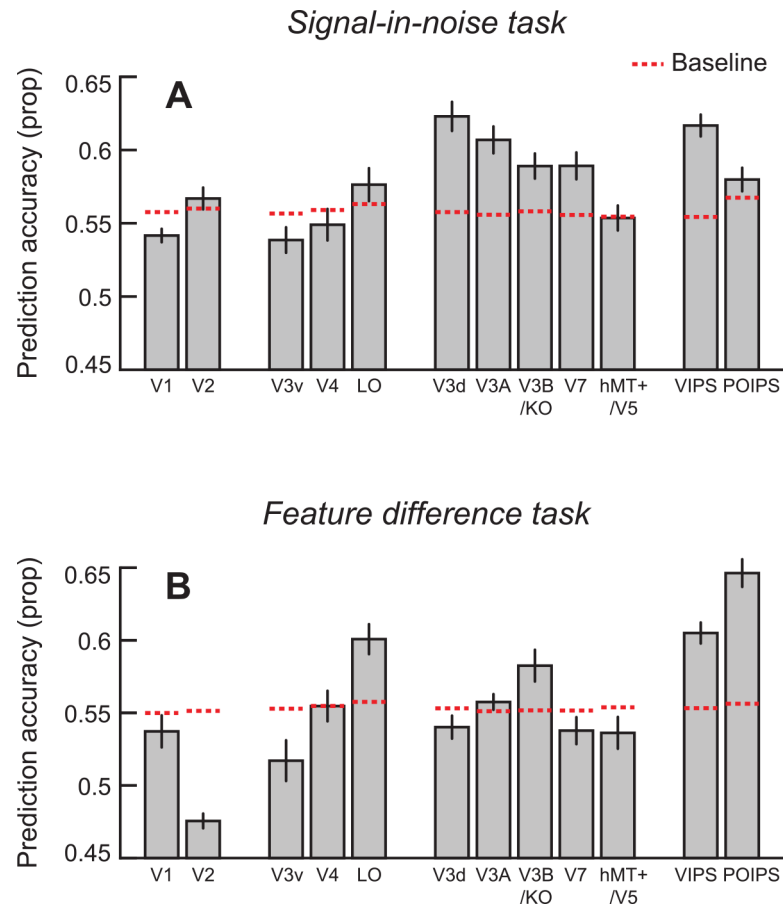 Signal-in-noise task
Baseline
A
Prediction accuracy (prop)
0.65
0.6
0.55
0.5
0.45
V1 V2 V3v V4 LO V3d V3A V3B V7 hMT+ VIPS POIPS
/KO /V5
Feature difference task
B
Prediction accuracy (prop)
0.65
0.6
0.55
0.5
0.45
V1 V2 V3v V4 LO V3d V3A V3B V7 hMT+ VIPS POIPS
/KO /V5